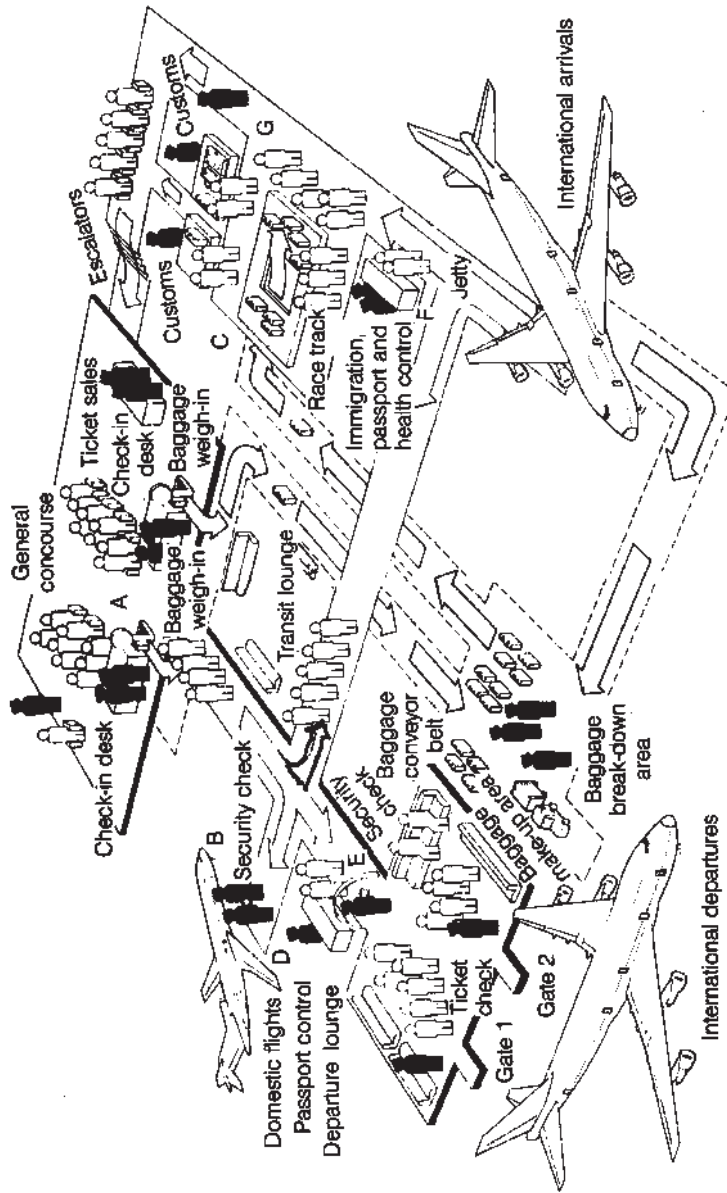 General
concourse
A
Check-in desk
Ticket sales
Check-in
desk
Baggage
weigh-in
Baggage
weigh-in
Escalators
Customs
Customs
C
G
B
Security check
Domestic flights
D
Passport control
Departure lounge
E
Security
check
Transit lounge
Race track
Immigration,
passport and
health control
F
Jetty
Baggage
conveyor
belt
Baggage
make-up area
Baggage
break-down
area
Ticket
check
Gate 1
Gate 2
International departures
International arrivals